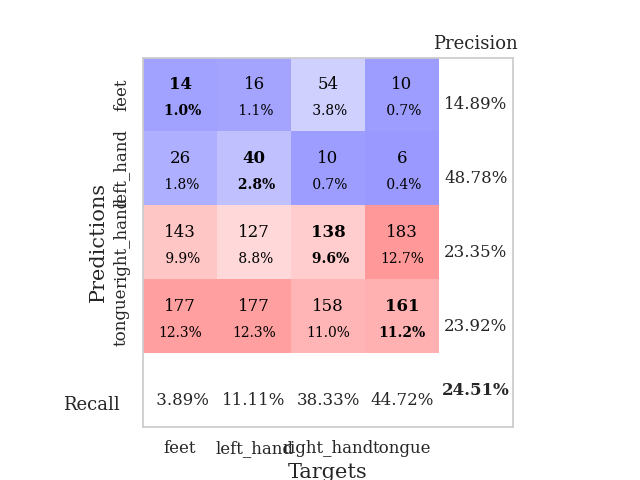 Precision
feet 14 16 54 10 14.89%
1.0% 1.1% 3.8% 0.7%
left_hand 26 40 10 6 48.78%
1.8% 2.8% 0.7% 0.4%
right_hand 143 127 138 183 23.35%
9.9% 8.8% 9.6% 12.7%
tongue 177 177 158 161 23.92%
12.3% 12.3% 11.0% 11.2%
Predictions
Recall 3.89% 11.11% 38.33% 44.72% 24.51%
feet left_hand right_hand tongue
Targets